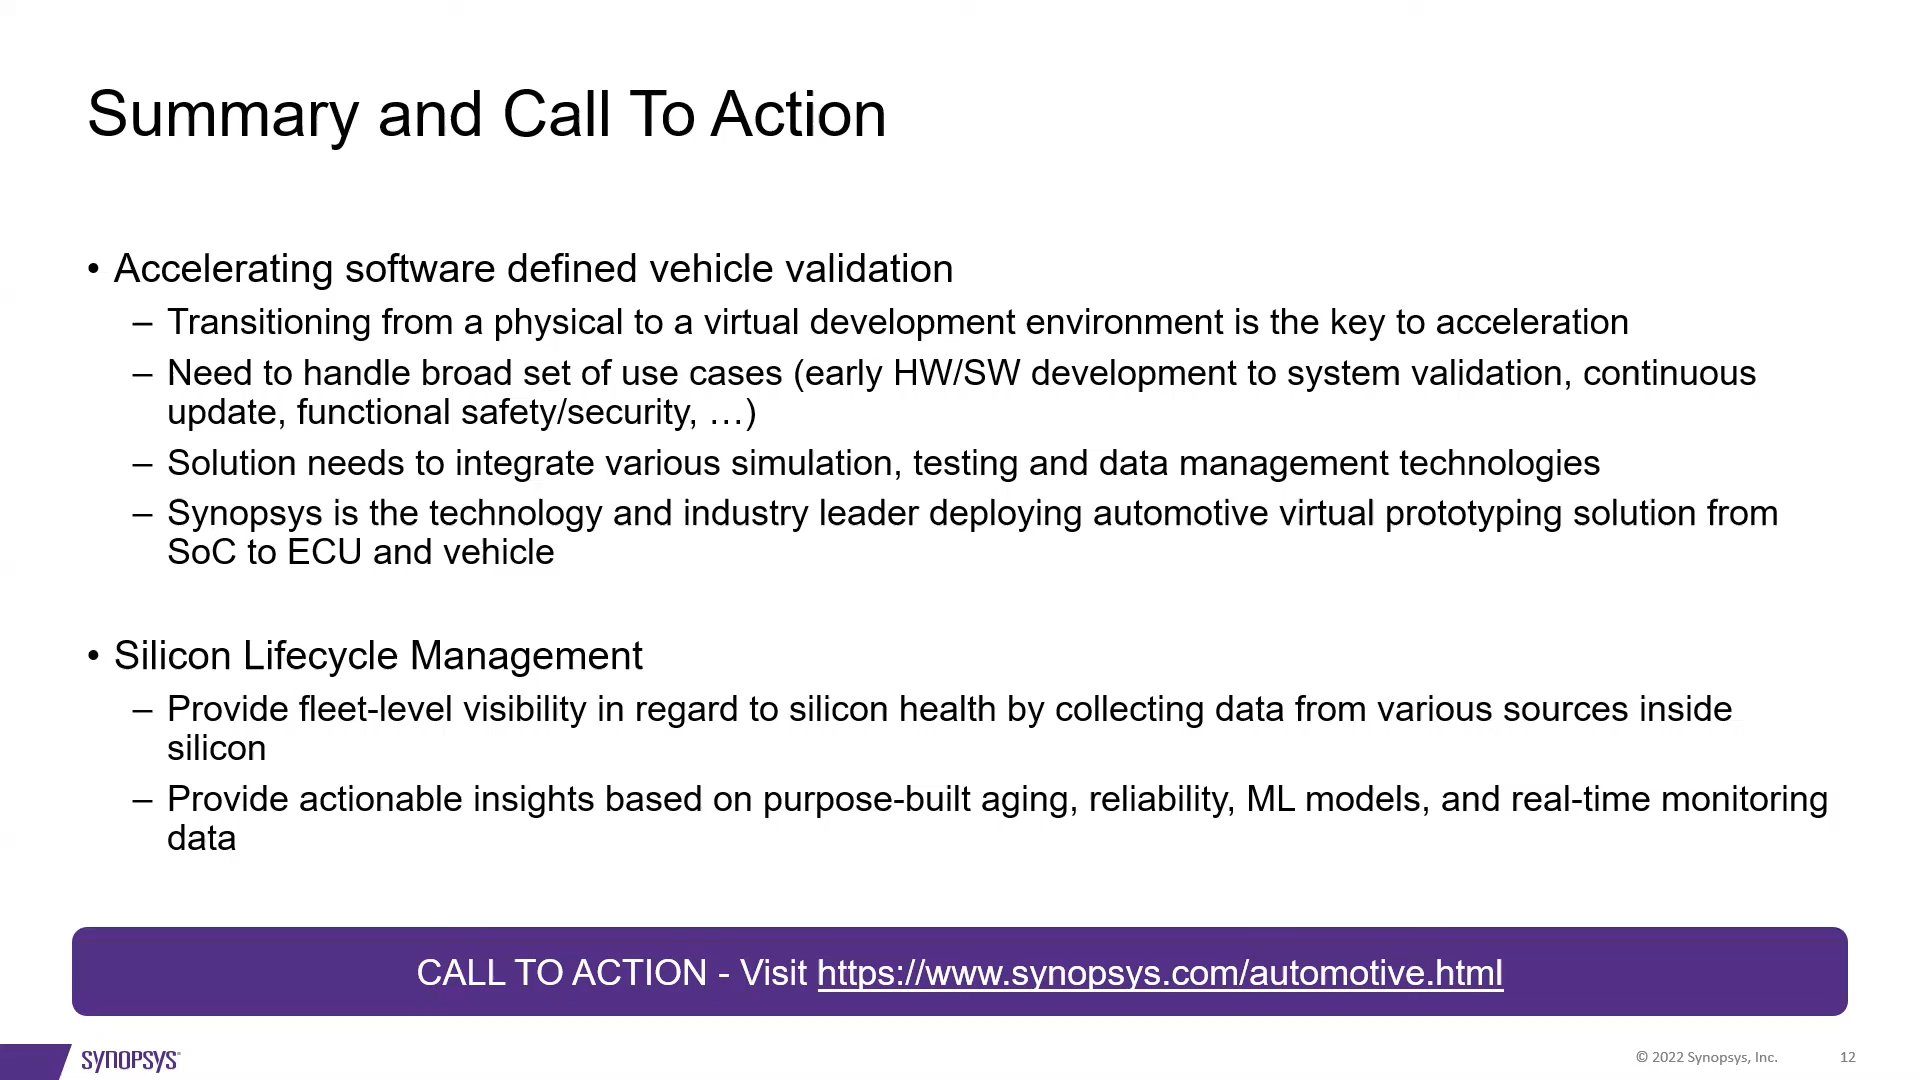 Summary and Call To Action
• Accelerating software defined vehicle validation
– Transitioning from a physical to a virtual development environment is the key to acceleration
– Need to handle broad set of use cases (early HW/SW development to system validation, continuous
update, functional safety/security, …)
– Solution needs to integrate various simulation, testing and data management technologies
– Synopsys is the technology and industry leader deploying automotive virtual prototyping solution from
SoC to ECU and vehicle
• Silicon Lifecycle Management
– Provide fleet-level visibility in regard to silicon health by collecting data from various sources inside
silicon
– Provide actionable insights based on purpose-built aging, reliability, ML models, and real-time monitoring
data
CALL TO ACTION - Visit https://www.synopsys.com/automotive.html
SYNOPSYS®
© 2022 Synopsys, Inc.
12